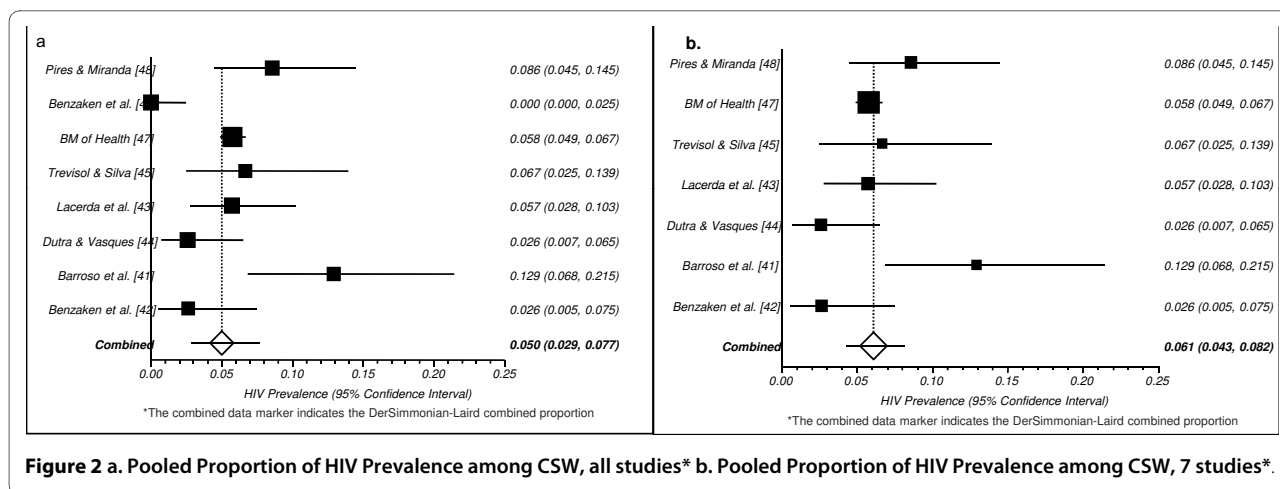 a
Pires & Miranda [48] 0.086 (0.045, 0.145)
Benzaken et al. [4 0.000 (0.000, 0.025)
BM of Health [47] 0.058 (0.049, 0.067)
Trevisol & Silva [45] 0.067 (0.025, 0.139)
Lacerda et al. [43] 0.057 (0.028, 0.103)
Dutra & Vasques [44] 0.026 (0.007, 0.065)
Barroso et al. [41] 0.129 (0.068, 0.215)
Benzaken et al. [42] 0.026 (0.005, 0.075)
Combined 0.050 (0.029, 0.077)
0.00 0.05 0.10 0.15 0.20 0.25
HIV Prevalence (95% Confidence Interval)
*The combined data marker indicates the DerSimmonian-Laird combined proportion
b.
Pires & Miranda [48] 0.086 (0.045, 0.145)
BM of Health [47] 0.058 (0.049, 0.067)
Trevisol & Silva [45] 0.067 (0.025, 0.139)
Lacerda et al. [43] 0.057 (0.028, 0.103)
Dutra & Vasques [44] 0.026 (0.007, 0.065)
Barroso et al. [41] 0.129 (0.068, 0.215)
Benzaken et al. [42] 0.026 (0.005, 0.075)
Combined 0.061 (0.043, 0.082)
0.00 0.05 0.10 0.15 0.20 0.25
HIV Prevalence (95% Confidence Interval)
*The combined data marker indicates the DerSimmonian-Laird combined proportion
Figure 2 a. Pooled Proportion of HIV Prevalence among CSW, all studies* b. Pooled Proportion of HIV Prevalence among CSW, 7 studies*.